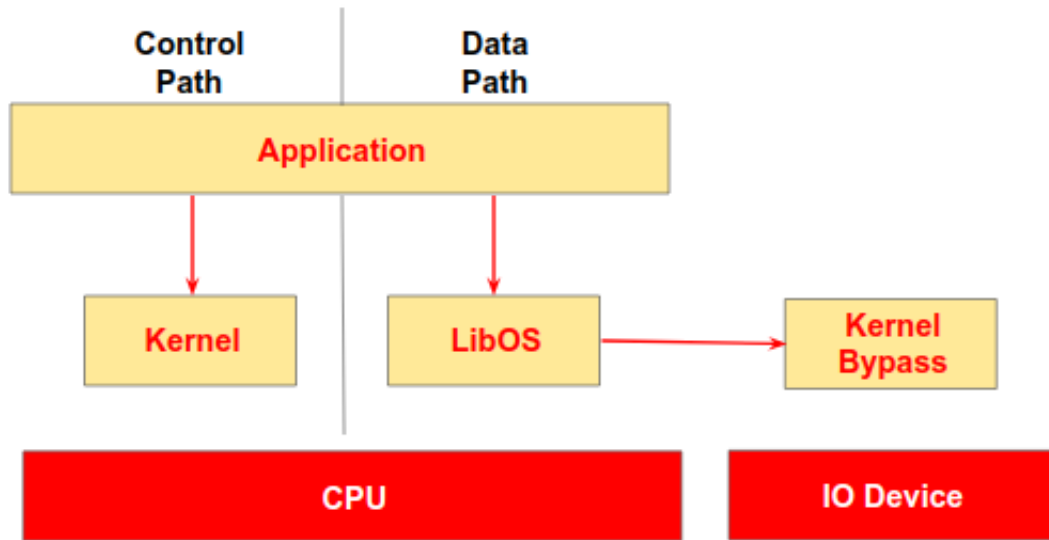 Control
Path
Data
Path
Application
Kernel
LibOS
Kernel
Bypass
CPU
IO Device